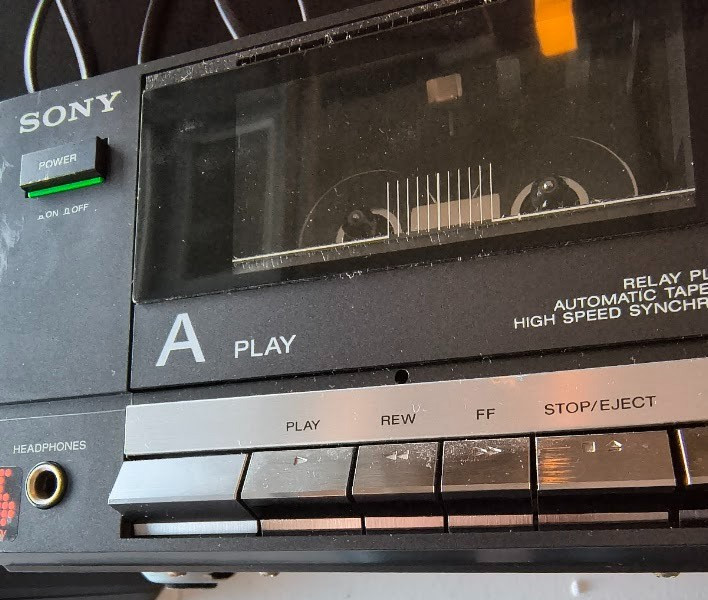 SONY
POWER
ON OFF
A PLAY
RELAY PL
AUTOMATIC TAPE
HIGH SPEED SYNCHR
PLAY REW FF STOP/EJECT
HEADPHONES